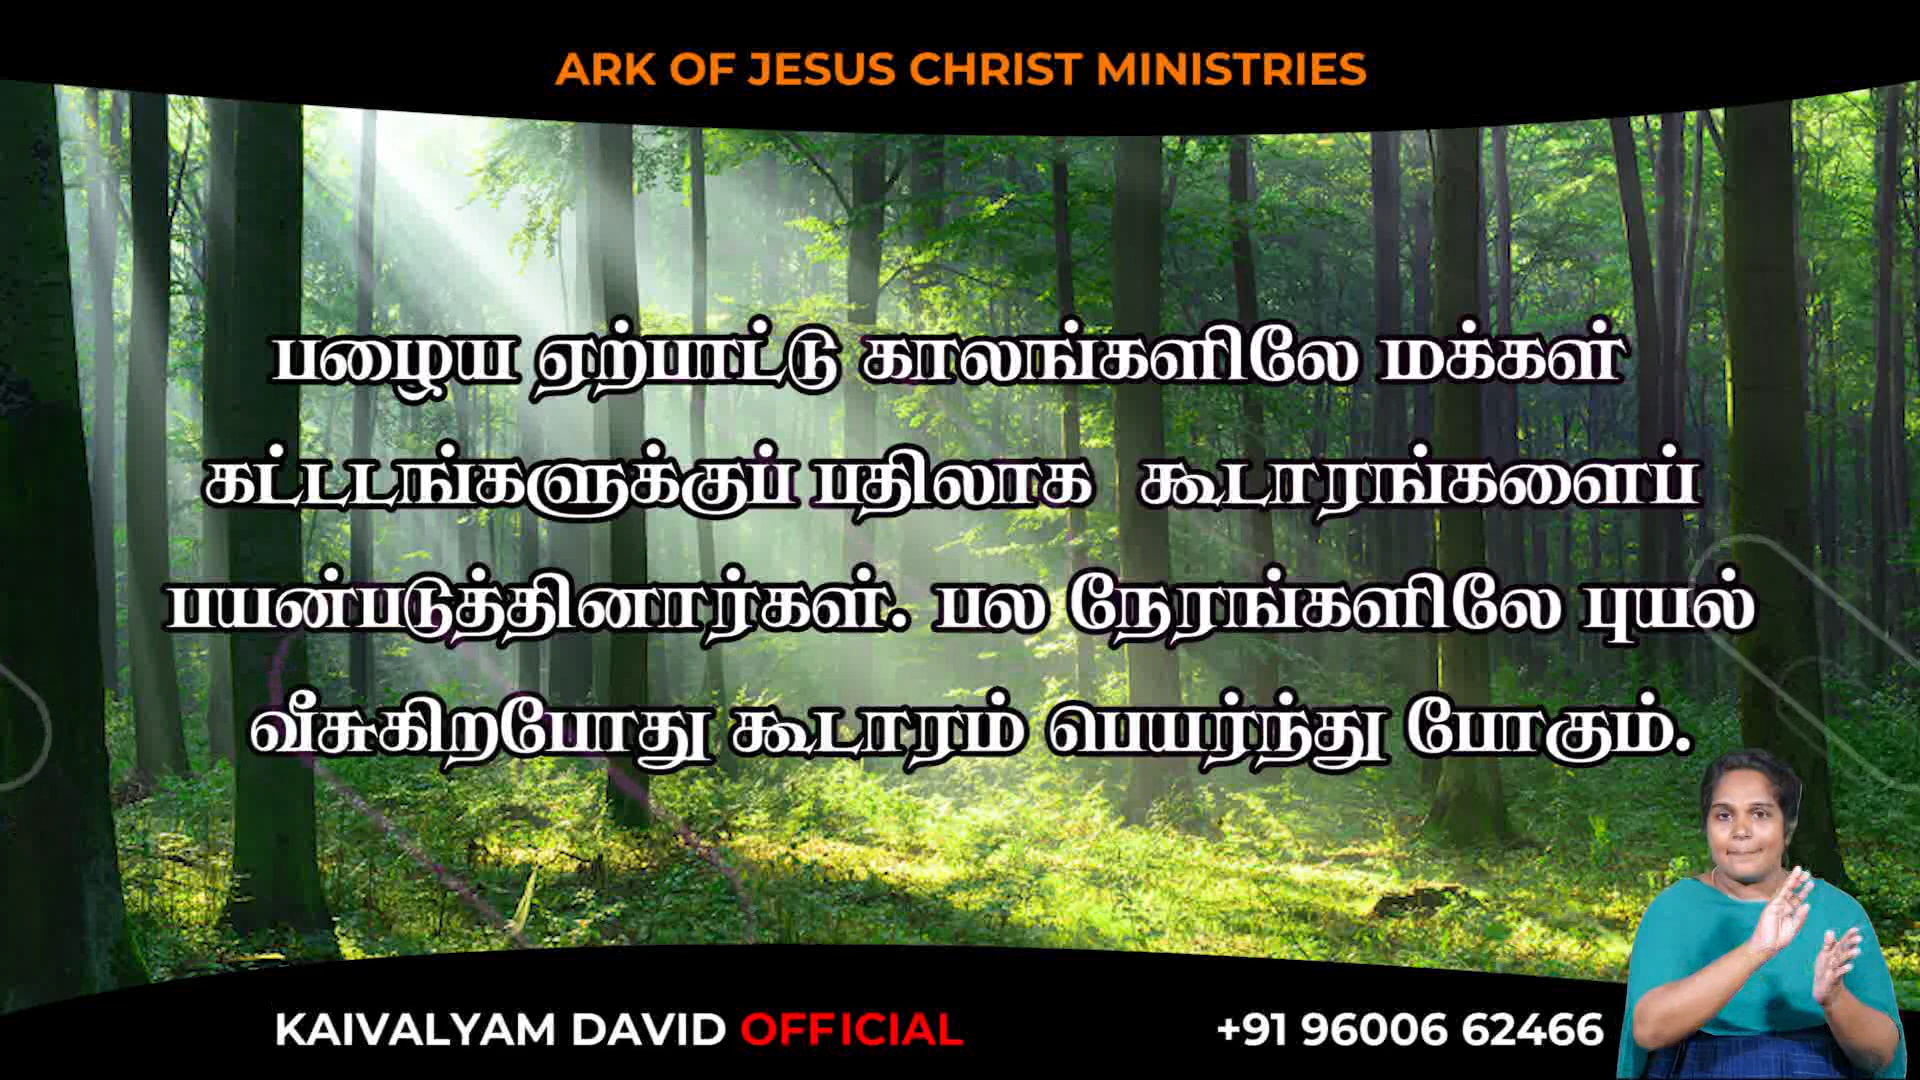 ARK OF JESUS CHRIST MINISTRIES
பழைய ஏற்பாட்டு காலங்களிலே மக்கள்
கட்டடங்களுக்குப் பதிலாக கூடாரங்களைப்
பயன்படுத்தினார்கள். பல நேரங்களிலே புயல்
வீசுகிறபோது கூடாரம் பெயர்ந்து போகும்.
KAIVALYAM DAVID OFFICIAL
+91 96006 62466